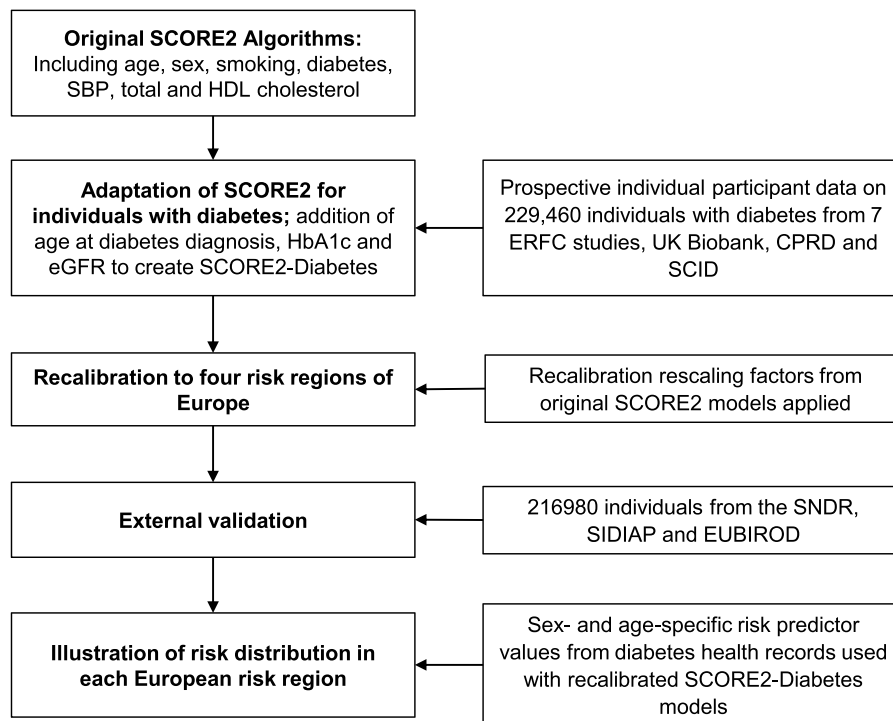 Original SCORE2 Algorithms:
Including age, sex, smoking, diabetes,
SBP, total and HDL cholesterol
Adaptation of SCORE2 for
individuals with diabetes; addition of
age at diabetes diagnosis, HbA1c and
eGFR to create SCORE2-Diabetes
Prospective individual participant data on
229,460 individuals with diabetes from 7
ERFC studies, UK Biobank, CPRD and
SCID
Recalibration to four risk regions of
Europe
Recalibration rescaling factors from
original SCORE2 models applied
External validation
216980 individuals from the SNDR,
SIDIAP and EUBIROD
Illustration of risk distribution in
each European risk region
Sex- and age-specific risk predictor
values from diabetes health records used
with recalibrated SCORE2-Diabetes
models